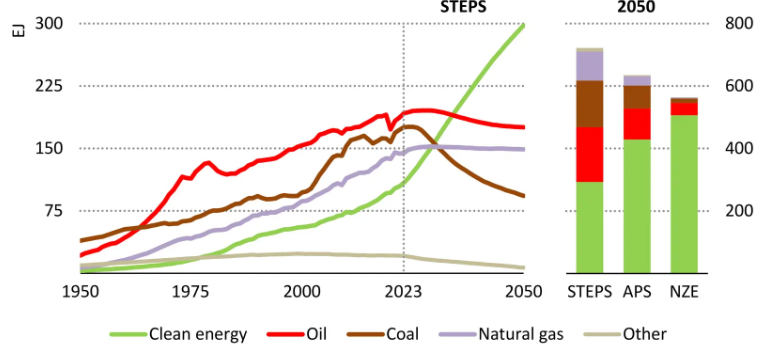 STEPS 2050
EJ 300 800
225 600
150 400
75 200
1950 1975 2000 2023 2050 STEPS APS NZE
Clean energy Oil Coal Natural gas Other